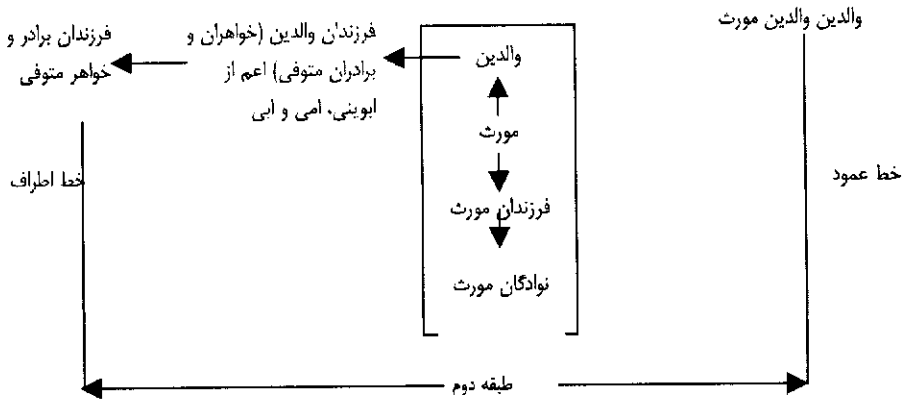 والدین والدین مورث
خط عمود
والدین
مورث
فرزندان مورث
نوادگان مورث
فرزندان والدین (خواهران و
برادران متوفی) اعم از
ابوینی، امی و ابی
فرزندان برادر و
خواهر متوفی
خط اطراف
طبقه دوم